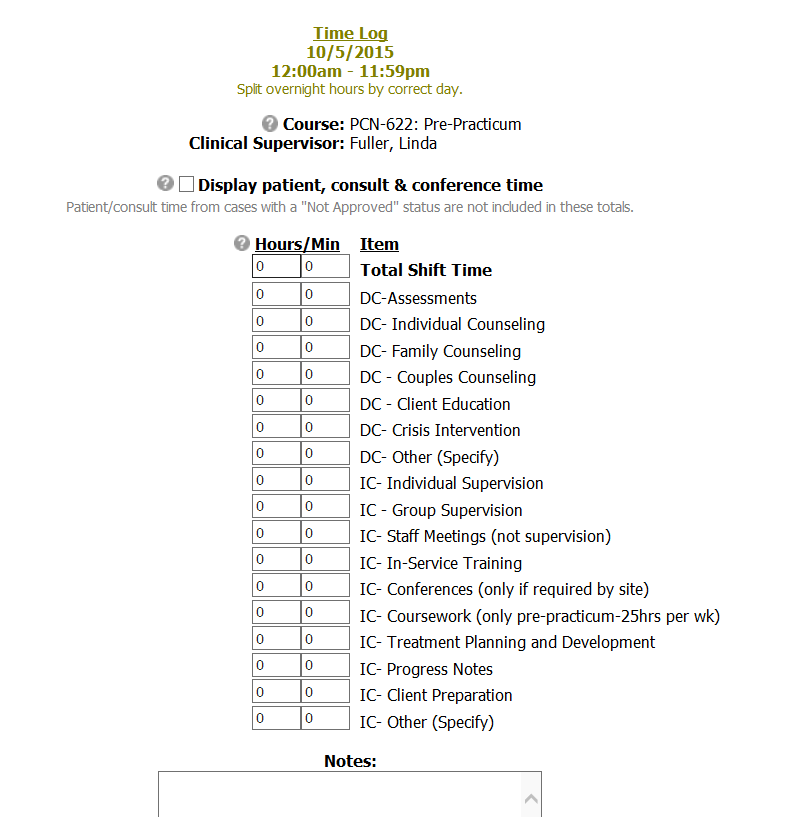 Time Log
10/5/2015
12:00am - 11:59pm
Split overnight hours by correct day.
? Course: PCN-622: Pre-Practicum
Clinical Supervisor: Fuller, Linda
? Display patient, consult & conference time
Patient/consult time from cases with a "Not Approved" status are not included in these totals.
? Hours/Min Item
0 0 Total Shift Time
0 0 DC-Assessments
0 0 DC- Individual Counseling
0 0 DC- Family Counseling
0 0 DC - Couples Counseling
0 0 DC - Client Education
0 0 DC- Crisis Intervention
0 0 DC- Other (Specify)
0 0 IC- Individual Supervision
0 0 IC - Group Supervision
0 0 IC- Staff Meetings (not supervision)
0 0 IC- In-Service Training
0 0 IC- Conferences (only if required by site)
0 0 IC- Coursework (only pre-practicum-25hrs per wk)
0 0 IC- Treatment Planning and Development
0 0 IC- Progress Notes
0 0 IC- Client Preparation
0 0 IC- Other (Specify)
Notes: